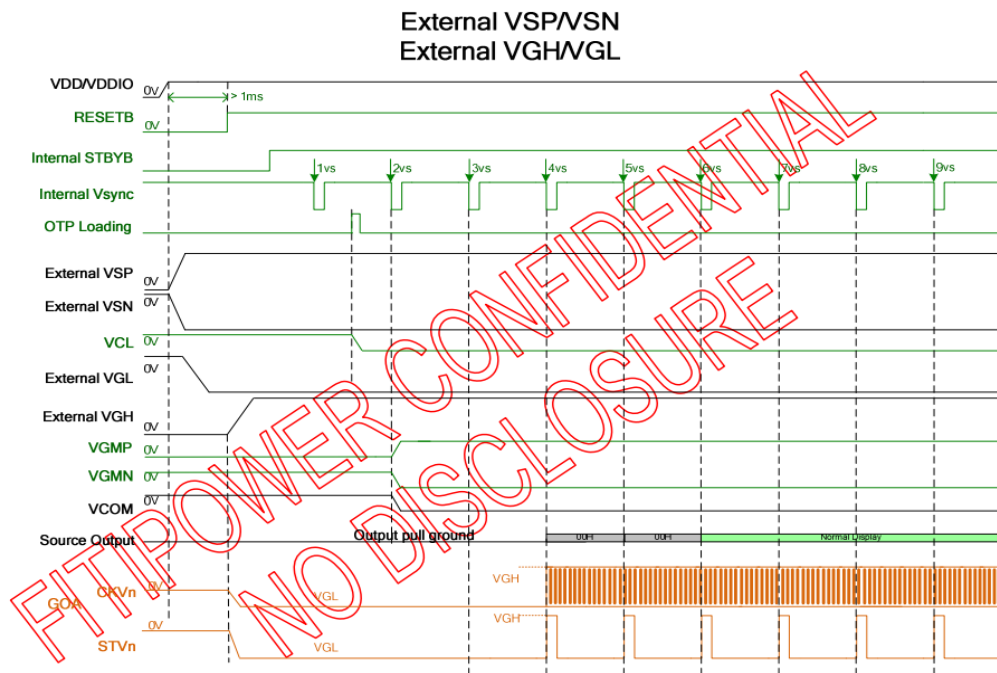 External VSP/VSN
External VGH/VGL
VDD/VDDIO
0V
> 1ms
RESETB
0V
Internal STBYB
1vs
2vs
3vs
4vs
5vs
6vs
7vs
8vs
9vs
Internal Vsync
OTP Loading
External VSP
0V
External VSN
0V
VCL
0V
External VGL
0V
External VGH
0V
VGMP
0V
VGMN
0V
VCOM
0V
Source Output
Output pull ground
00H
00H
Normal Display
GOA
CKVn
0V
VGL
VGH
STVn
0V
VGL
VGH
FITIPOWER CONFIDENTIAL
NO DISCLOSURE